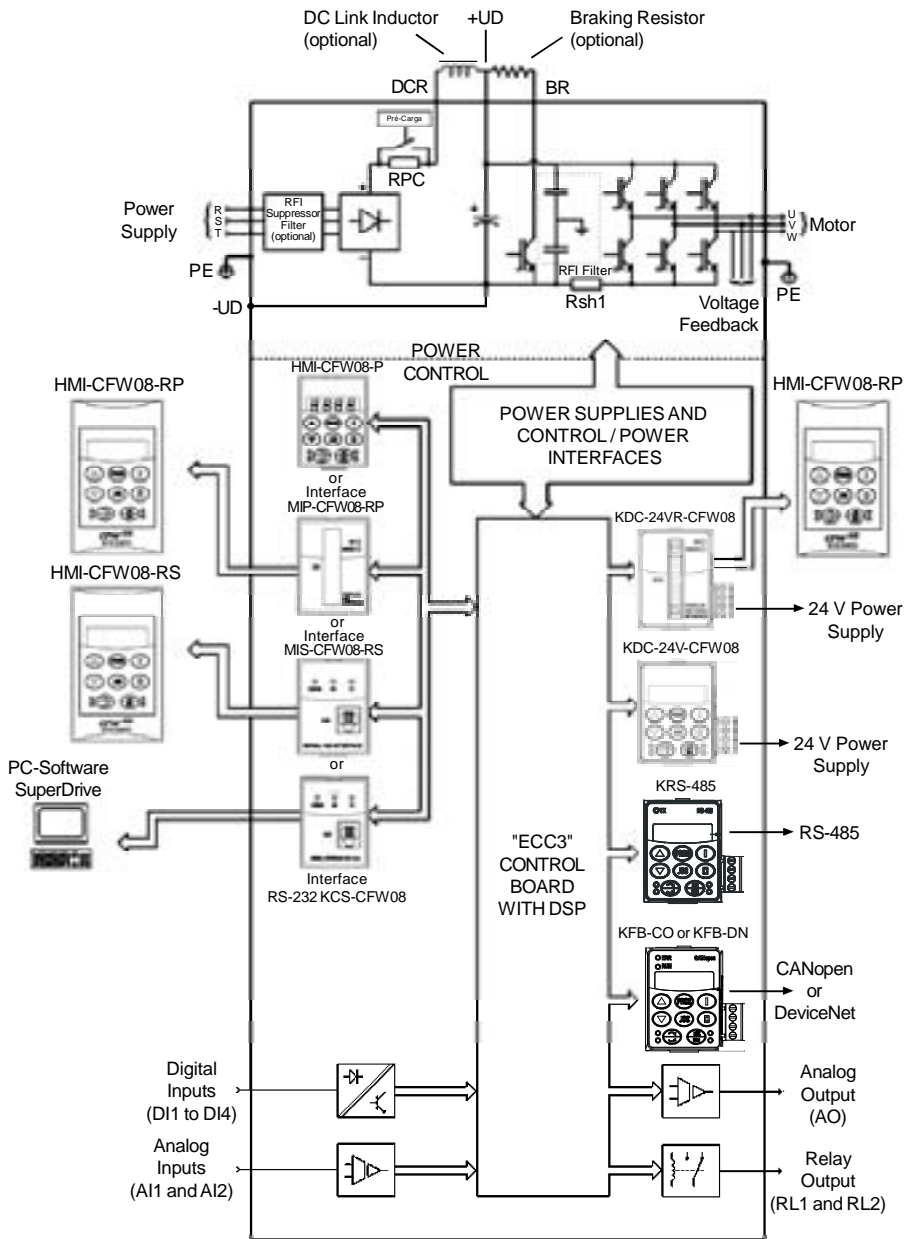 DC Link Inductor
(optional)
+UD
Braking Resistor
(optional)
DCR
BR
Pré-Carga
RPC
Power
Supply
R
S
T
RFI
Suppressor
Filter
(optional)
U
V
W
Motor
PE
PE
RFI Filter
Rsh1
-UD
Voltage
Feedback
POWER
CONTROL
HMI-CFW08-P
HMI-CFW08-RP
POWER SUPPLIES AND
CONTROL / POWER
INTERFACES
HMI-CFW08-RP
or
Interface
MIP-CFW08-RP
KDC-24VR-CFW08
HMI-CFW08-RS
24 V Power
Supply
or
Interface
MIS-CFW08-RS
KDC-24V-CFW08
24 V Power
Supply
or
PC-Software
SuperDrive
KRS-485
RS-485
Interface
RS-232 KCS-CFW08
"ECC3"
CONTROL
BOARD
WITH DSP
KFB-CO or KFB-DN
CANopen
or
DeviceNet
Digital
Inputs
(DI1 to DI4)
Analog
Output
(AO)
Analog
Inputs
(AI1 and AI2)
Relay
Output
(RL1 and RL2)